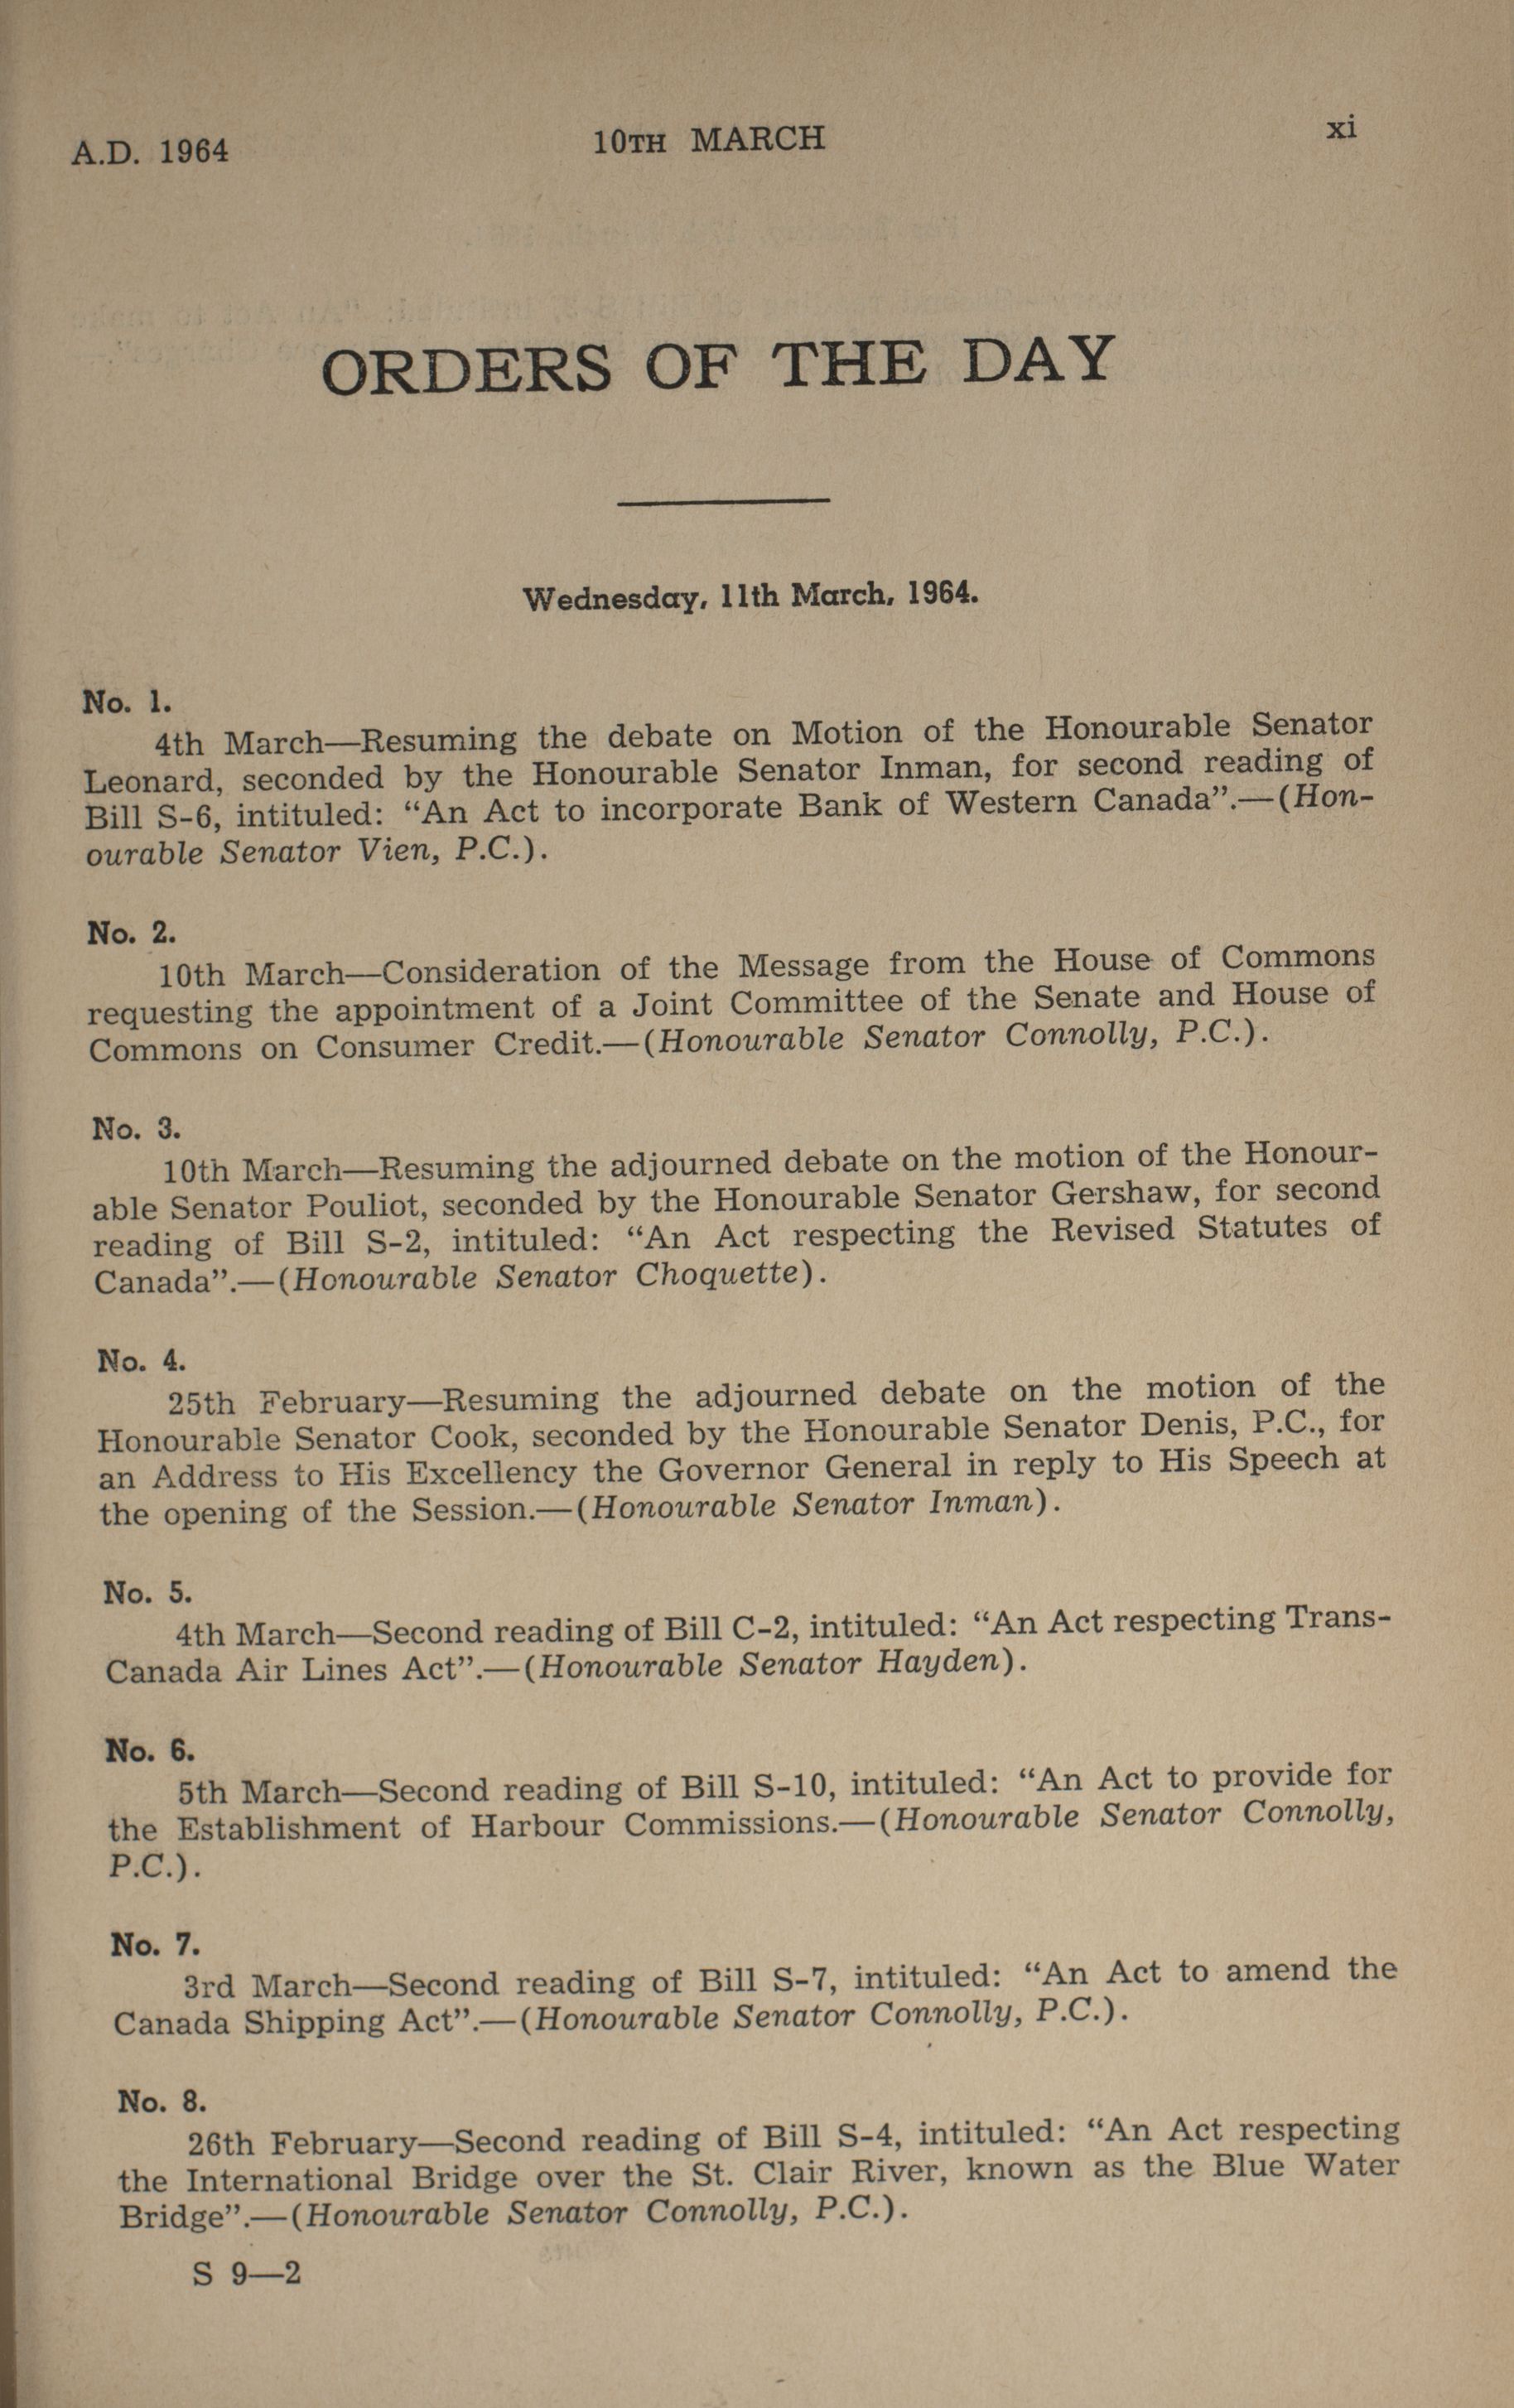 A.D. 1964 10TH MARCH xi
ORDERS OF THE DAY
Wednesday, 11th March, 1964.
No. 1.
4th March—Resuming the debate on Motion of the Honourable Senator
Leonard, seconded by the Honourable Senator Inman, for second reading of
Bill S-6, intituled: “An Act to incorporate Bank of Western Canada”.—(Hon-
ourable Senator Vien, P.C.).
No. 2.
10th March—Consideration of the Message from the House of Commons
requesting the appointment of a Joint Committee of the Senate and House of
Commons on Consumer Credit.—(Honourable Senator Connolly, P.C.).
No. 3.
10th March—Resuming the adjourned debate on the motion of the Honour-
able Senator Pouliot, seconded by the Honourable Senator Gershaw, for second
reading of Bill S-2, intituled: “An Act respecting the Revised Statutes of
Canada”.—(Honourable Senator Choquette).
No. 4.
25th February—Resuming the adjourned debate on the motion of the
Honourable Senator Cook, seconded by the Honourable Senator Denis, P.C., for
an Address to His Excellency the Governor General in reply to His Speech at
the opening of the Session.—(Honourable Senator Inman).
No. 5.
4th March—Second reading of Bill C-2, intituled: “An Act respecting Trans-
Canada Air Lines Act”.—(Honourable Senator Hayden).
No. 6.
5th March—Second reading of Bill S-10, intituled: “An Act to provide for
the Establishment of Harbour Commissions.—(Honourable Senator Connolly,
P.C.).
No. 7.
3rd March—Second reading of Bill S-7, intituled: “An Act to amend the
Canada Shipping Act”.—(Honourable Senator Connolly, P.C.).
No. 8.
26th February—Second reading of Bill S-4, intituled: “An Act respecting
the International Bridge over the St. Clair River, known as the Blue Water
Bridge”.—(Honourable Senator Connolly, P.C.).
S 9—2